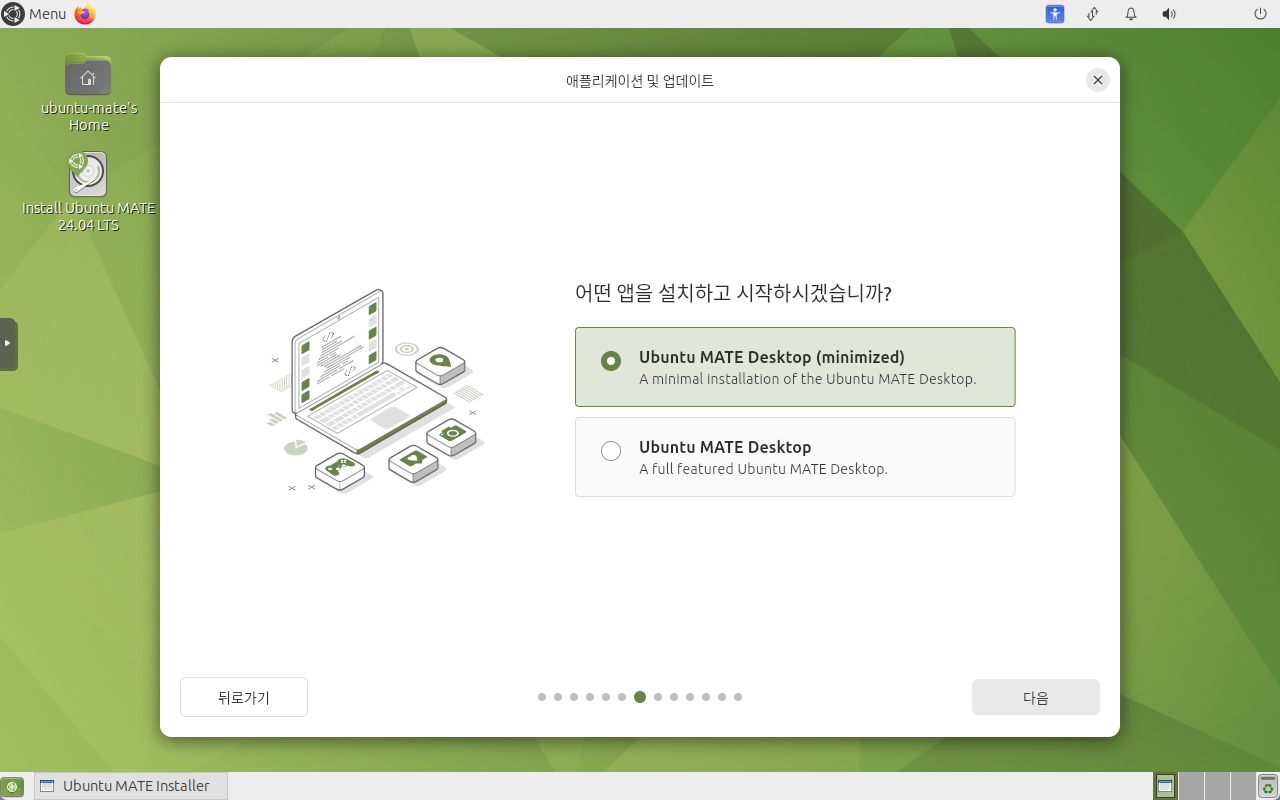 Menu
ubuntu-mate's
Home
Install Ubuntu MATE
24.04 LTS
애플리케이션 및 업데이트
어떤 앱을 설치하고 시작하시겠습니까?
Ubuntu MATE Desktop (minimized)
A minimal installation of the Ubuntu MATE Desktop.
Ubuntu MATE Desktop
A full featured Ubuntu MATE Desktop.
뒤로가기
다음
Ubuntu MATE Installer